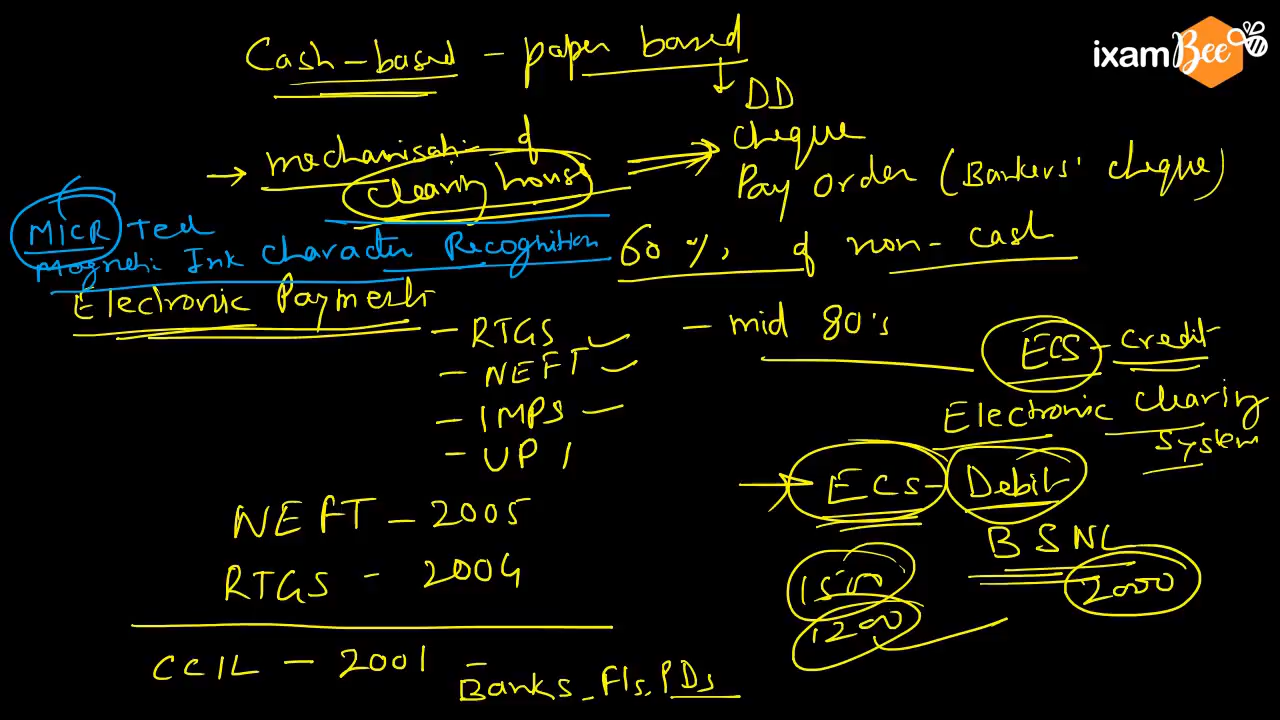 ixamBee
Cash-based - paper based
DD
→ mechanisation of clearing house ⇒ cheque
Pay Order (Bankers' cheque)
MICR Tech
Magnetic Ink Character Recognition
60% of non-cash
Electronic Payments
- RTGS
- NEFT
- IMPS
- UPI
- mid 80's
ECS - Credit
Electronic Clearing System
→ ECS - Debit
BSNL
2000
1500
1200
NEFT - 2005
RTGS - 2004
CCIL - 2001 - Banks, FIs, PDs